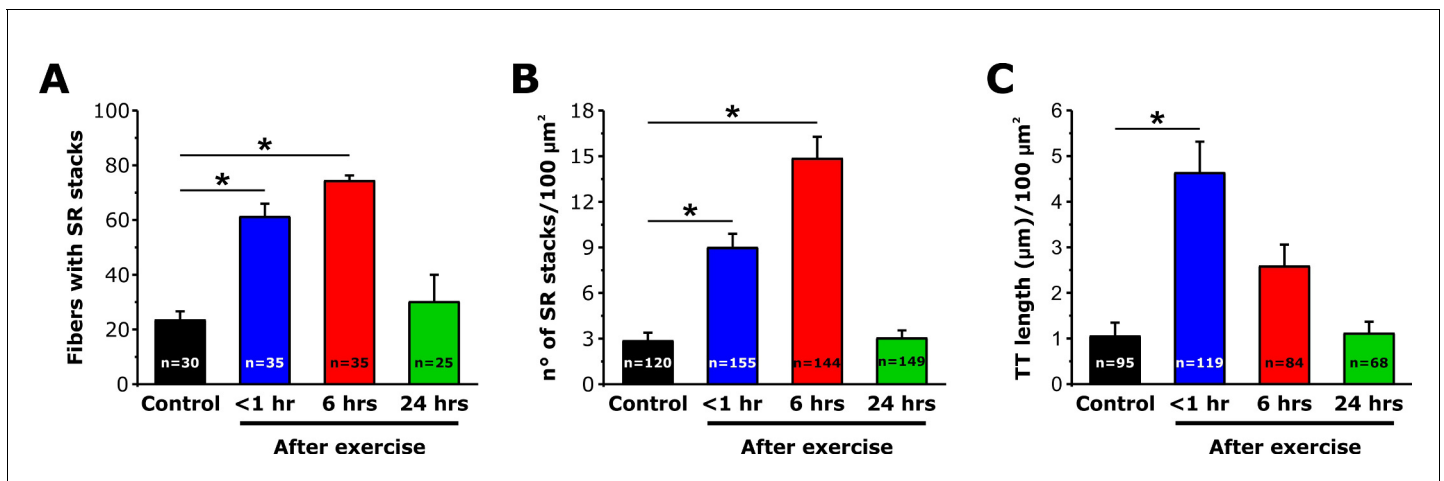 A
Fibers with SR stacks
100
80
60
40
20
0
*
*
n=30
n=35
n=35
n=25
Control
<1 hr
6 hrs
24 hrs
After exercise
B
n° of SR stacks/100 µm²
18
15
12
9
6
3
0
*
*
n=120
n=155
n=144
n=149
Control
<1 hr
6 hrs
24 hrs
After exercise
C
TT length (µm)/100 µm²
6
5
4
3
2
1
0
*
n=95
n=119
n=84
n=68
Control
<1 hr
6 hrs
24 hrs
After exercise